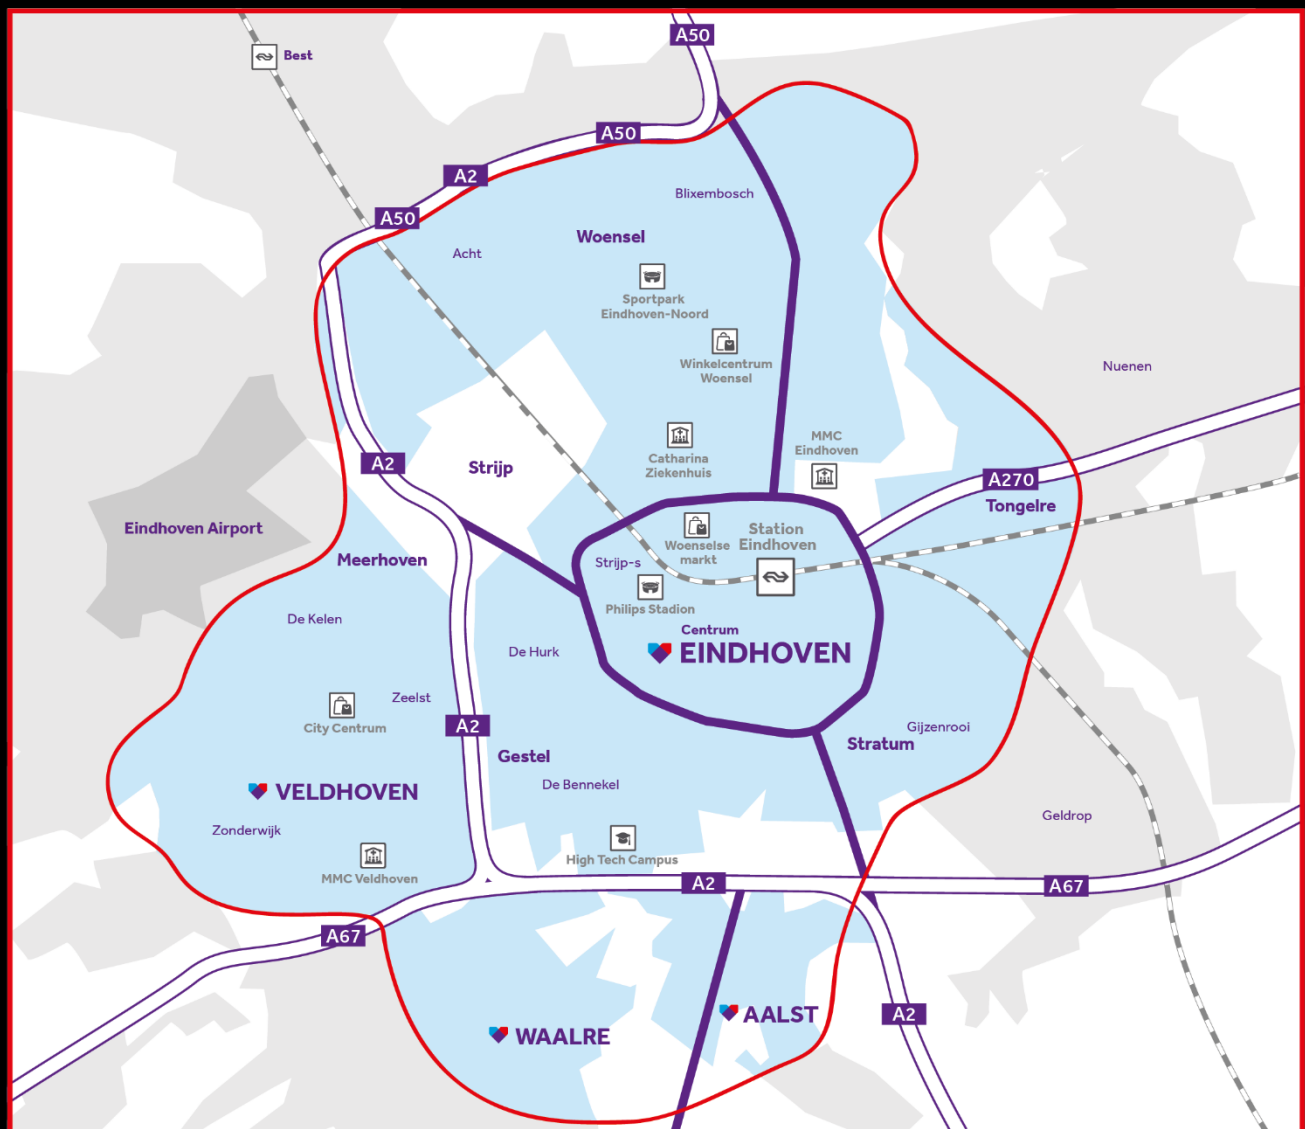 A50
Best
A50
A2
Blixembosch
A50
Woensel
Acht
Sportpark
Eindhoven-Noord
Winkelcentrum
Woensel
Nuenen
MMC
Eindhoven
Catharina
Ziekenhuis
A2
Strijp
A270
Tongelre
Eindhoven Airport
Station
Eindhoven
Woenselse
markt
Meerhoven
Strijp-s
Philips Stadion
De Kelen
Centrum
EINDHOVEN
De Hurk
Zeelst
City Centrum
A2
Gijzenrooi
Stratum
Gestel
De Bennekel
VELDHOVEN
Geldrop
Zonderwijk
High Tech Campus
MMC Veldhoven
A2
A67
A67
AALST
A2
WAALRE